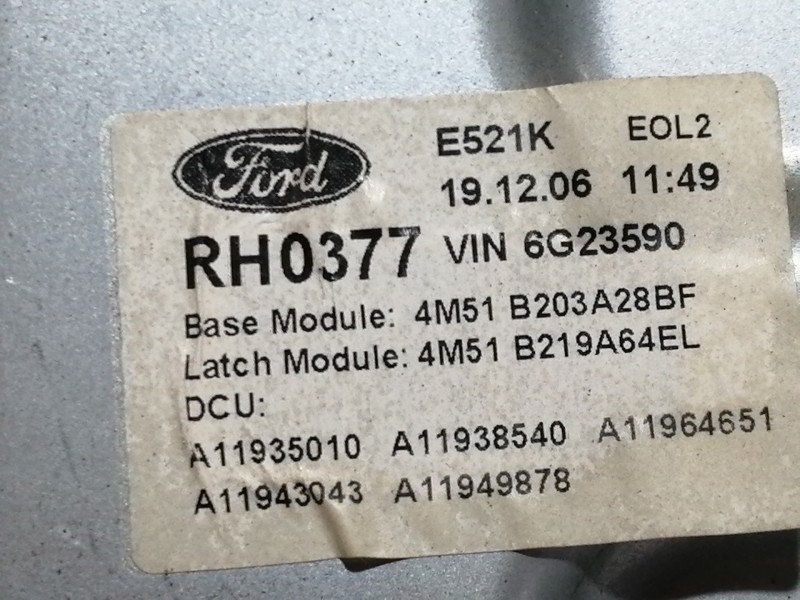 Ford E521K EOL2
19.12.06 11:49
RH0377 VIN 6G23590
Base Module: 4M51 B203A28BF
Latch Module: 4M51 B219A64EL
DCU:
A11935010 A11938540 A11964651
A11943043 A11949878